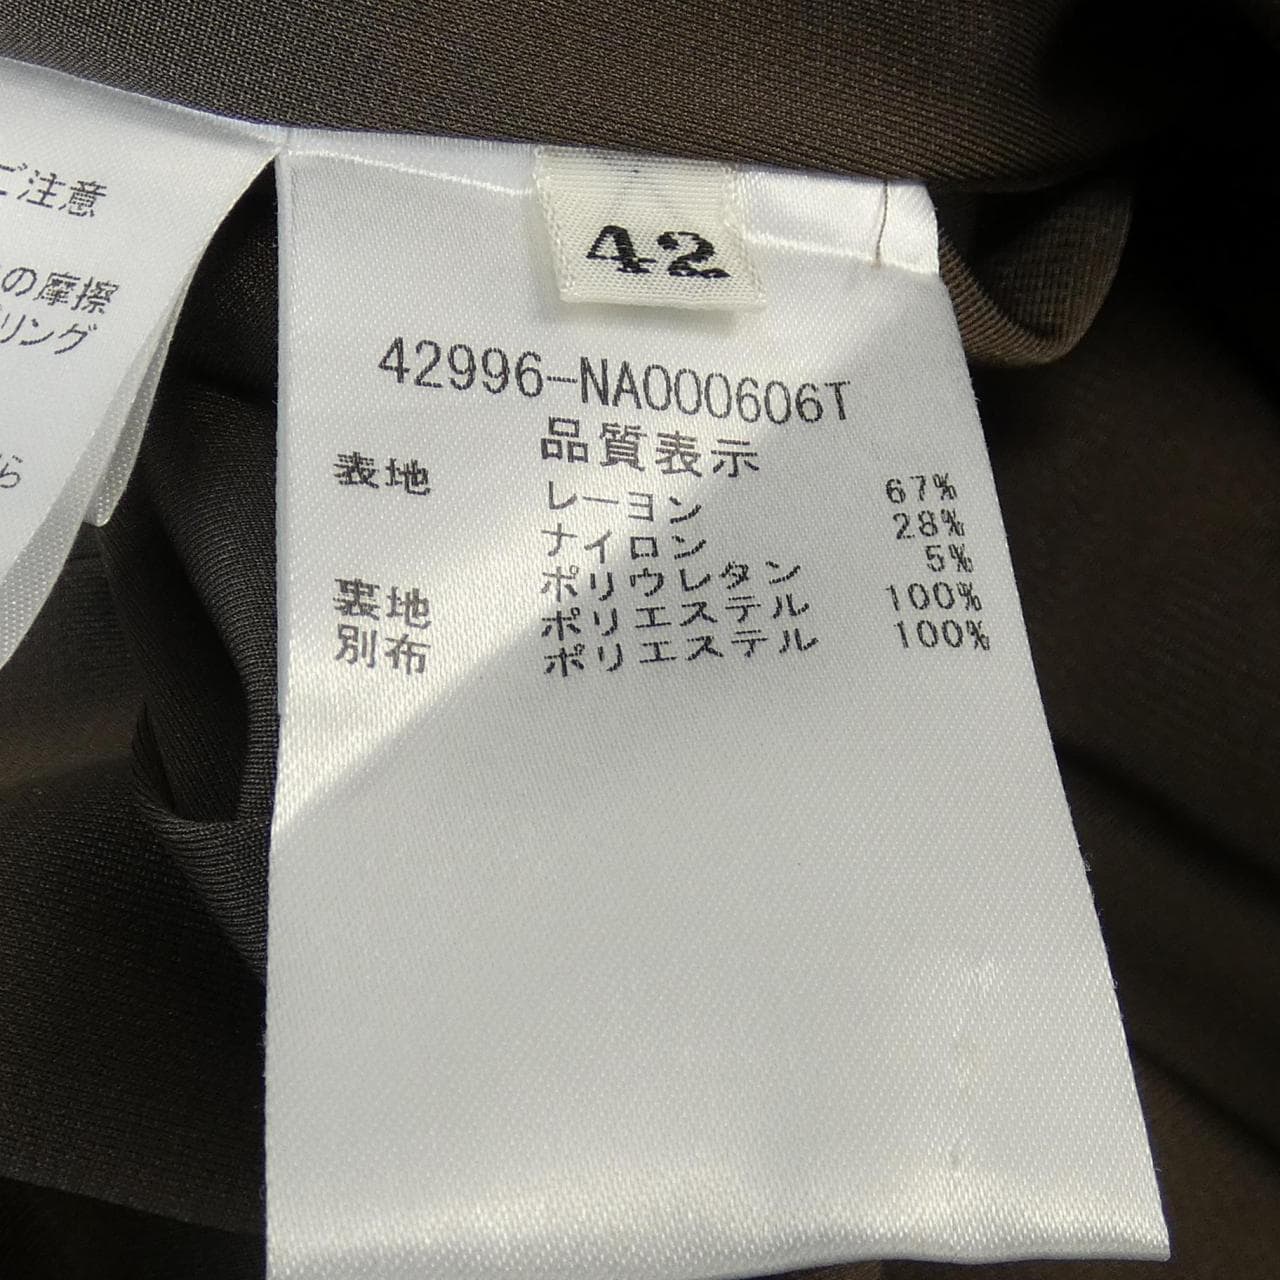 ご注意
の摩擦
リング
ら
42
42996-NA000606T
品質表示
表地 レーヨン 67%
ナイロン 28%
ポリウレタン 5%
裏地 ポリエステル 100%
別布 ポリエステル 100%